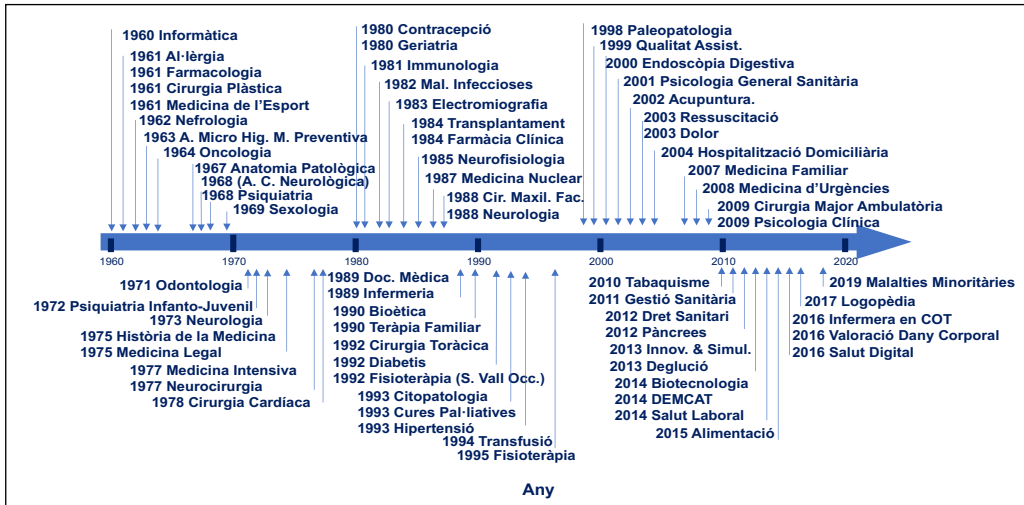 1960 Informàtica
1961 Al·lèrgia
1961 Farmacologia
1961 Cirurgia Plàstica
1961 Medicina de l’Esport
1962 Nefrologia
1963 A. Micro Hig. M. Preventiva
1964 Oncologia
1967 Anatomia Patològica
1968 (A. C. Neurològica)
1968 Psiquiatria
1969 Sexologia
1980 Contracepció
1980 Geriatria
1981 Immunologia
1982 Mal. Infeccioses
1983 Electromiografia
1984 Transplantament
1984 Farmàcia Clínica
1985 Neurofisiologia
1987 Medicina Nuclear
1988 Cir. Maxil. Fac.
1988 Neurologia
1998 Paleopatologia
1999 Qualitat Assist.
2000 Endoscòpia Digestiva
2001 Psicologia General Sanitària
2002 Acupuntura.
2003 Ressuscitació
2003 Dolor
2004 Hospitalització Domiciliària
2007 Medicina Familiar
2008 Medicina d’Urgències
2009 Cirurgia Major Ambulatòria
2009 Psicologia Clínica
1960 1970 1980 1990 2000 2010 2020
1971 Odontologia
1972 Psiquiatria Infanto-Juvenil
1973 Neurologia
1975 Història de la Medicina
1975 Medicina Legal
1977 Medicina Intensiva
1977 Neurocirurgia
1978 Cirurgia Cardíaca
1989 Doc. Mèdica
1989 Infermeria
1990 Bioètica
1990 Teràpia Familiar
1992 Cirurgia Toràcica
1992 Diabetis
1992 Fisioteràpia (S. Vall Occ.)
1993 Citopatologia
1993 Cures Pal·liatives
1993 Hipertensió
1994 Transfusió
1995 Fisioteràpia
2010 Tabaquisme
2011 Gestió Sanitària
2012 Dret Sanitari
2012 Pàncrees
2013 Innov. & Simul.
2013 Deglució
2014 Biotecnologia
2014 DEMCAT
2014 Salut Laboral
2015 Alimentació
2019 Malalties Minoritàries
2017 Logopèdia
2016 Infermera en COT
2016 Valoració Dany Corporal
2016 Salut Digital
Any